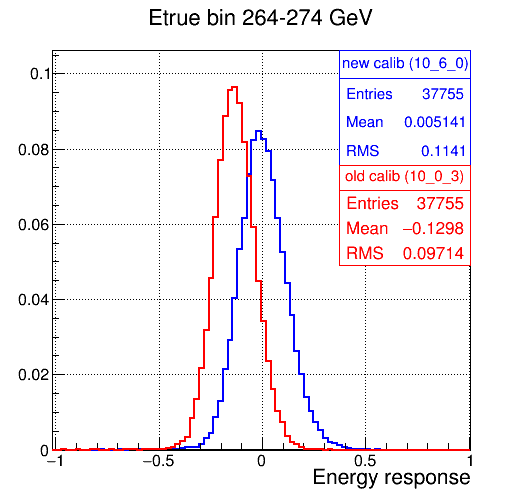 Etrue bin 264-274 GeV
new calib (10_6_0)
Entries 37755
Mean 0.005141
RMS 0.1141
old calib (10_0_3)
Entries 37755
Mean −0.1298
RMS 0.09714
0.1
0.08
0.06
0.04
0.02
0
−1 −0.5 0 0.5 1
Energy response